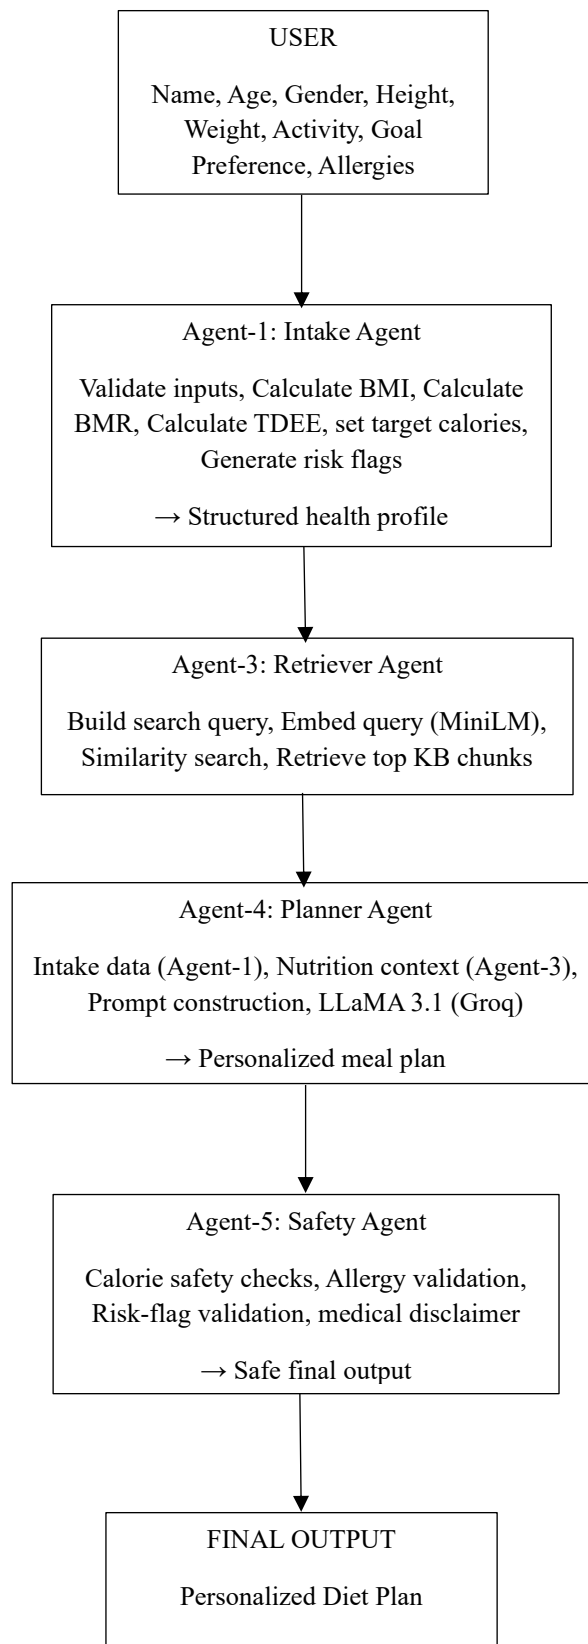 USER
Name, Age, Gender, Height,
Weight, Activity, Goal
Preference, Allergies
Agent-1: Intake Agent
Validate inputs, Calculate BMI, Calculate
BMR, Calculate TDEE, set target calories,
Generate risk flags
→ Structured health profile
Agent-3: Retriever Agent
Build search query, Embed query (MiniLM),
Similarity search, Retrieve top KB chunks
Agent-4: Planner Agent
Intake data (Agent-1), Nutrition context (Agent-3),
Prompt construction, LLaMA 3.1 (Groq)
→ Personalized meal plan
Agent-5: Safety Agent
Calorie safety checks, Allergy validation,
Risk-flag validation, medical disclaimer
→ Safe final output
FINAL OUTPUT
Personalized Diet Plan